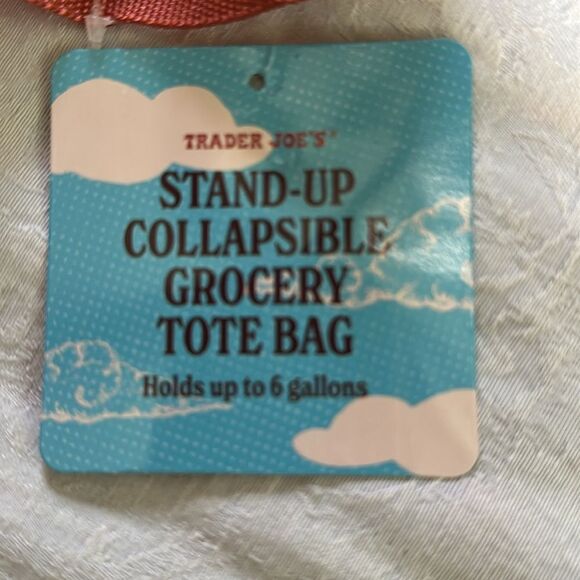 TRADER JOE'S®
STAND-UP
COLLAPSIBLE
GROCERY
TOTE BAG
Holds up to 6 gallons